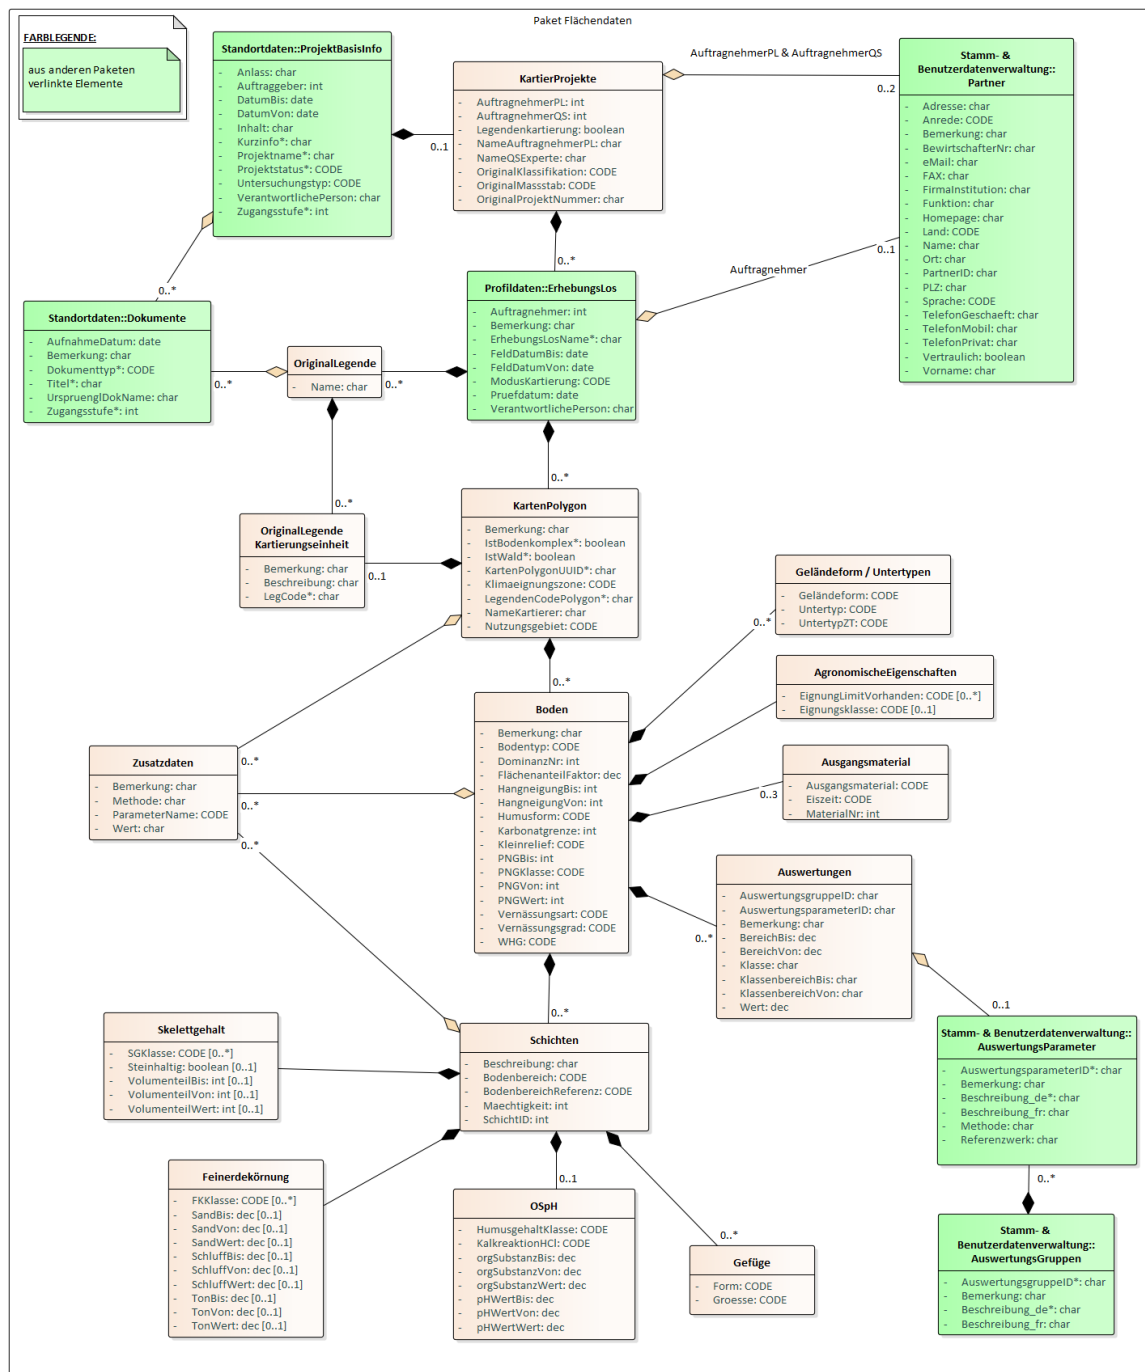 Paket Flächendaten
FARBLEGENDE:
aus anderen Paketen
verlinkte Elemente
Standortdaten::ProjektBasisInfo
- Anlass: char
- Auftraggeber: int
- DatumBis: date
- DatumVon: date
- Inhalt: char
- Kurzinfo*: char
- Projektname*: char
- Projektstatus*: CODE
- Untersuchungstyp: CODE
- VerantwortlichePerson: char
- Zugangsstufe*: int
0..1
KartierProjekte
- AuftragnehmerPL: int
- AuftragnehmerQS: int
- Legendenkartierung: boolean
- NameAuftragnehmerPL: char
- NameQSExperte: char
- OriginalKlassifikation: CODE
- OriginalMassstab: CODE
- OriginalProjektNummer: char
AuftragnehmerPL & AuftragnehmerQS
0..2
Stamm- &
Benutzerdatenverwaltung::
Partner
- Adresse: char
- Anrede: CODE
- Bemerkung: char
- BewirtschafterNr: char
- eMail: char
- FAX: char
- FirmaInstitution: char
- Funktion: char
- Homepage: char
- Land: CODE
- Name: char
- Ort: char
- PartnerID: char
- PLZ: char
- Sprache: CODE
- TelefonGeschaeft: char
- TelefonMobil: char
- TelefonPrivat: char
- Vertraulich: boolean
- Vorname: char
0..1
Auftragnehmer
0..*
0..*
Standortdaten::Dokumente
- AufnahmeDatum: date
- Bemerkung: char
- Dokumenttyp*: CODE
- Titel*: char
- UrspruenglDokName: char
- Zugangsstufe*: int
0..*
OriginalLegende
- Name: char
0..*
Profildaten::ErhebungsLos
- Auftragnehmer: int
- Bemerkung: char
- ErhebungsLosName*: char
- FeldDatumBis: date
- FeldDatumVon: date
- ModusKartierung: CODE
- Pruefdatum: date
- VerantwortlichePerson: char
0..*
0..*
OriginalLegende
Kartierungseinheit
- Bemerkung: char
- Beschreibung: char
- LegCode*: char
0..1
KartenPolygon
- Bemerkung: char
- IstBodenkomplex*: boolean
- IstWald*: boolean
- KartenPolygonUUID*: char
- Klimaeignungszone: CODE
- LegendenCodePolygon*: char
- NameKartierer: char
- Nutzungsgebiet: CODE
0..*
Geländeform / Untertypen
- Geländeform: CODE
- Untertyp: CODE
- UntertypZT: CODE
0..*
AgronomischeEigenschaften
- EignungLimitVorhanden: CODE [0..*]
- Eignungsklasse: CODE [0..1]
Ausgangsmaterial
- Ausgangsmaterial: CODE
- Eiszeit: CODE
- MaterialNr: int
0..3
Boden
- Bemerkung: char
- Bodentyp: CODE
- DominanzNr: int
- FlächenanteilFaktor: dec
- HangneigungBis: int
- HangneigungVon: int
- Humusform: CODE
- Karbonatgrenze: int
- Kleinrelief: CODE
- PNGBis: int
- PNGKlasse: CODE
- PNGVon: int
- PNGWert: int
- Vernässungsart: CODE
- Vernässungsgrad: CODE
- WHG: CODE
Zusatzdaten
- Bemerkung: char
- Methode: char
- ParameterName: CODE
- Wert: char
0..*
0..*
0..*
Auswertungen
- AuswertungsgruppeID: char
- AuswertungsparameterID: char
- Bemerkung: char
- BereichBis: dec
- BereichVon: dec
- Klasse: char
- KlassenbereichBis: char
- KlassenbereichVon: char
- Wert: dec
0..*
0..1
0..*
Skelettgehalt
- SGKlasse: CODE [0..*]
- Steinhaltig: boolean [0..1]
- VolumenteilBis: int [0..1]
- VolumenteilVon: int [0..1]
- VolumenteilWert: int [0..1]
Schichten
- Beschreibung: char
- Bodenbereich: CODE
- BodenbereichReferenz: CODE
- Maechtigkeit: int
- SchichtID: int
Stamm- & Benutzerdatenverwaltung::
AuswertungsParameter
- AuswertungsparameterID*: char
- Bemerkung: char
- Beschreibung_de*: char
- Beschreibung_fr: char
- Methode: char
- Referenzwerk: char
0..*
Feinerdekörnung
- FKKlasse: CODE [0..*]
- SandBis: dec [0..1]
- SandVon: dec [0..1]
- SandWert: dec [0..1]
- SchluffBis: dec [0..1]
- SchluffVon: dec [0..1]
- SchluffWert: dec [0..1]
- TonBis: dec [0..1]
- TonVon: dec [0..1]
- TonWert: dec [0..1]
0..1
OSpH
- HumusgehaltKlasse: CODE
- KalkreaktionHCl: CODE
- orgSubstanzBis: dec
- orgSubstanzVon: dec
- orgSubstanzWert: dec
- pHWertBis: dec
- pHWertVon: dec
- pHWertWert: dec
0..*
Gefüge
- Form: CODE
- Groesse: CODE
Stamm- &
Benutzerdatenverwaltung::
AuswertungsGruppen
- AuswertungsgruppeID*: char
- Bemerkung: char
- Beschreibung_de*: char
- Beschreibung_fr: char